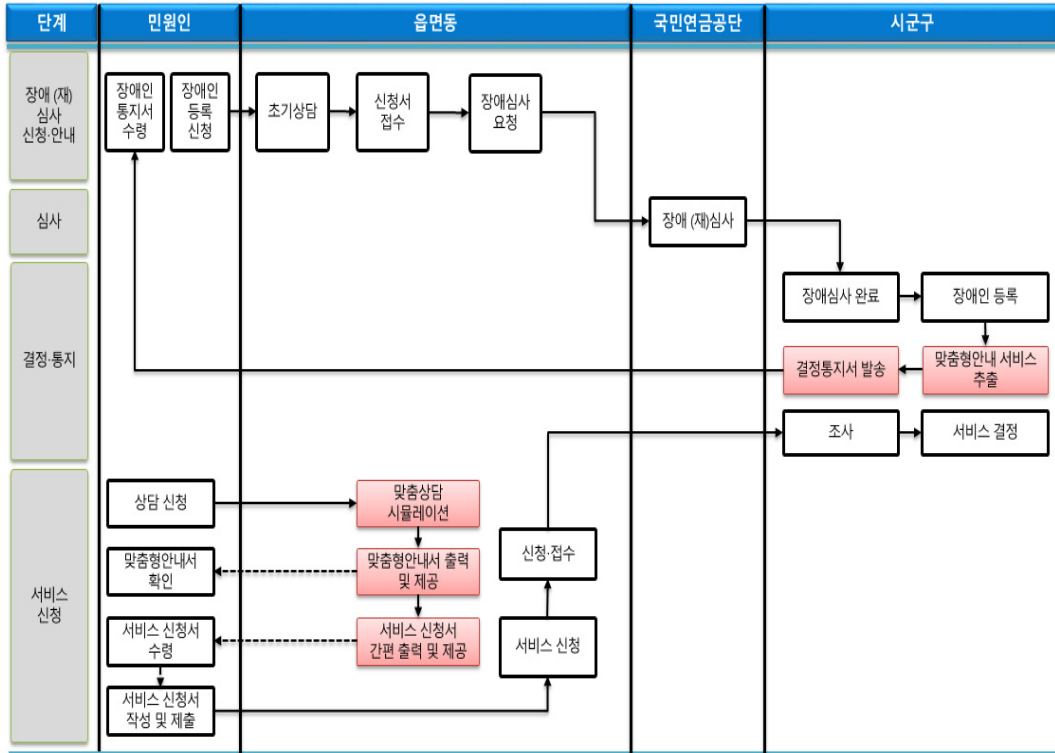 단계
민원인
읍면동
국민연금공단
시군구
장애 (재)
심사
신청·안내
장애인
통지서
수령
장애인
등록
신청
초기상담
신청서
접수
장애심사
요청
심사
장애 (재)심사
결정·통지
장애심사 완료
장애인 등록
결정통지서 발송
맞춤형안내 서비스
추출
조사
서비스 결정
서비스
신청
상담 신청
맞춤상담
시뮬레이션
맞춤형안내서
확인
맞춤형안내서 출력
및 제공
신청·접수
서비스 신청서
수령
서비스 신청서
간편 출력 및 제공
서비스 신청
서비스 신청서
작성 및 제출